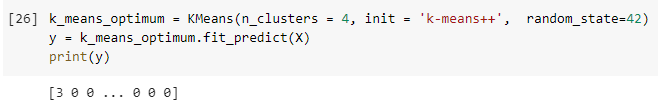 [26] k_means_optimum = KMeans(n_clusters = 4, init = 'k-means++',  random_state=42)
y = k_means_optimum.fit_predict(X)
print(y)
[3 0 0 ... 0 0 0]